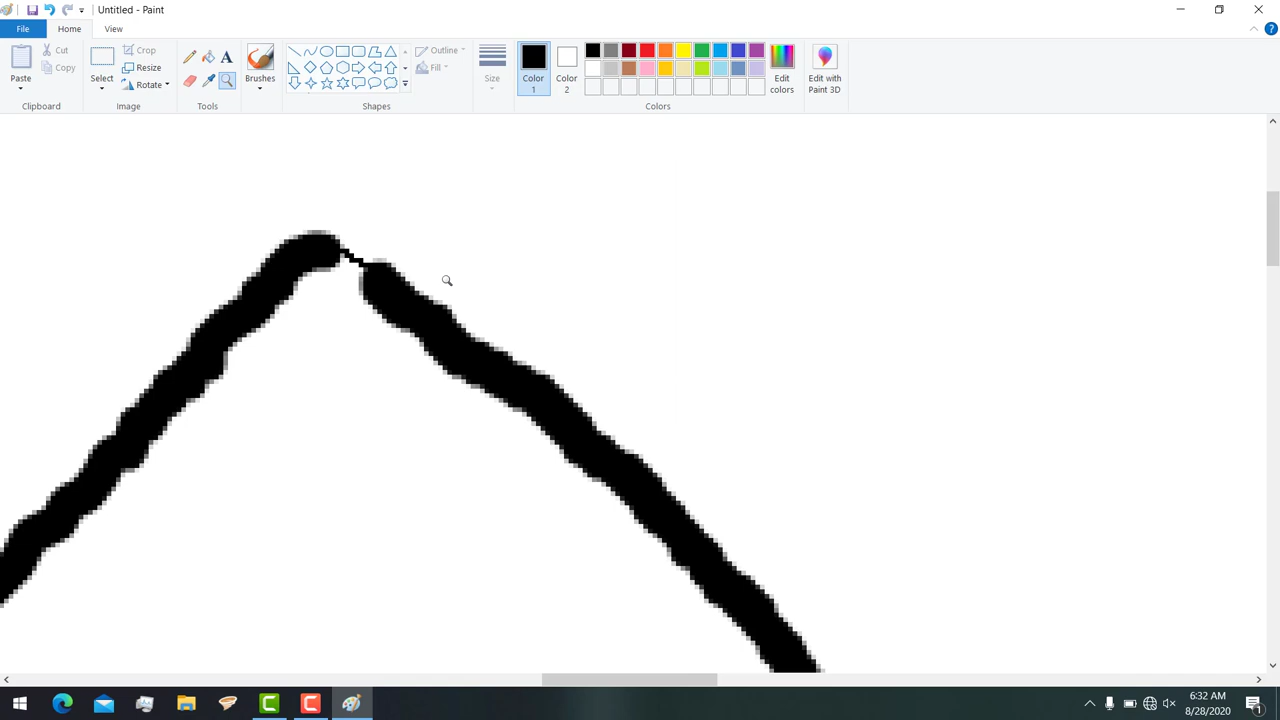 Untitled - Paint
File Home View
Paste
Cut
Copy
Clipboard
Select
Crop
Resize
Rotate
Image
A
Tools
Brushes
Outline
Fill
Shapes
Size
Color 1
Color 2
Edit colors
Colors
Edit with Paint 3D
6:32 AM
8/28/2020